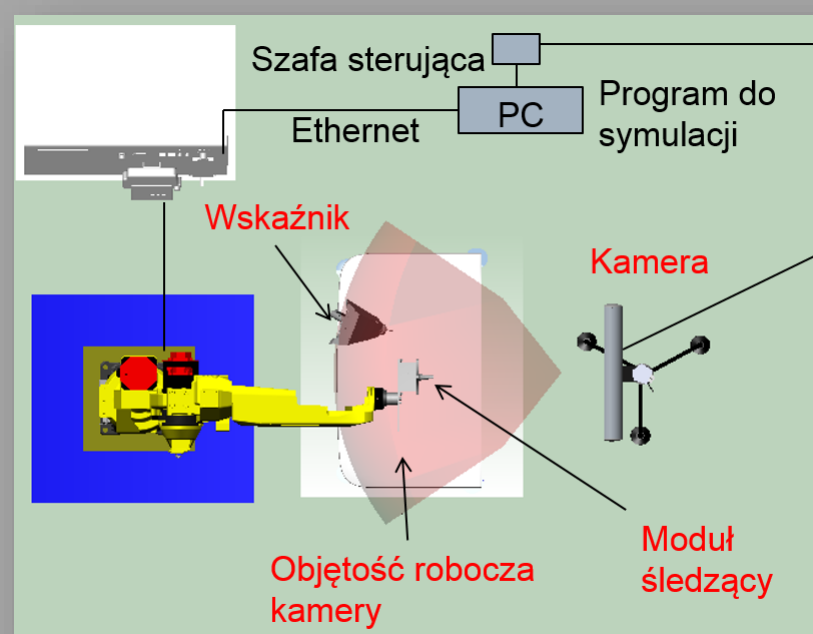 Szafa sterująca
PC
Program do
symulacji
Ethernet
Wskaźnik
Kamera
Objętość robocza
kamery
Moduł
śledzący